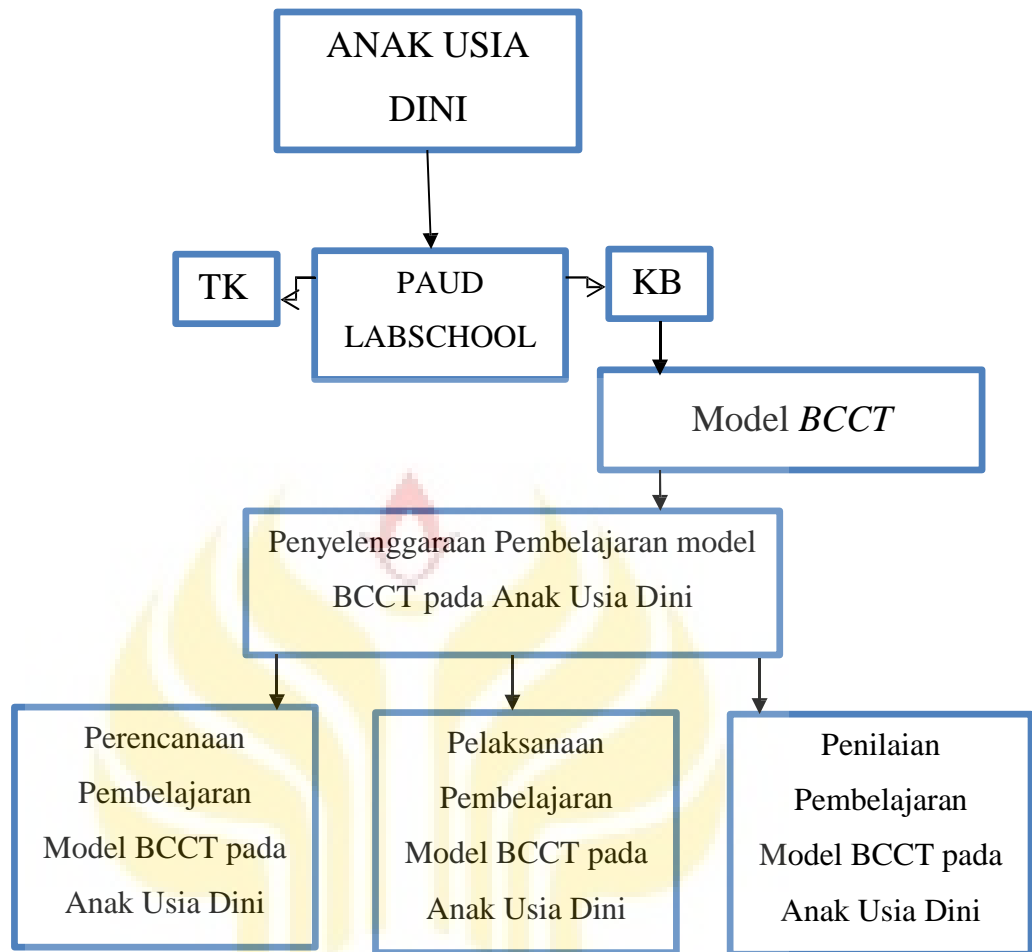 ANAK USIA
DINI
TK
PAUD
LABSCHOOL
KB
Model BCCT
Penyelenggaraan Pembelajaran model
BCCT pada Anak Usia Dini
Perencanaan
Pembelajaran
Model BCCT pada
Anak Usia Dini
Pelaksanaan
Pembelajaran
Model BCCT pada
Anak Usia Dini
Penilaian
Pembelajaran
Model BCCT pada
Anak Usia Dini